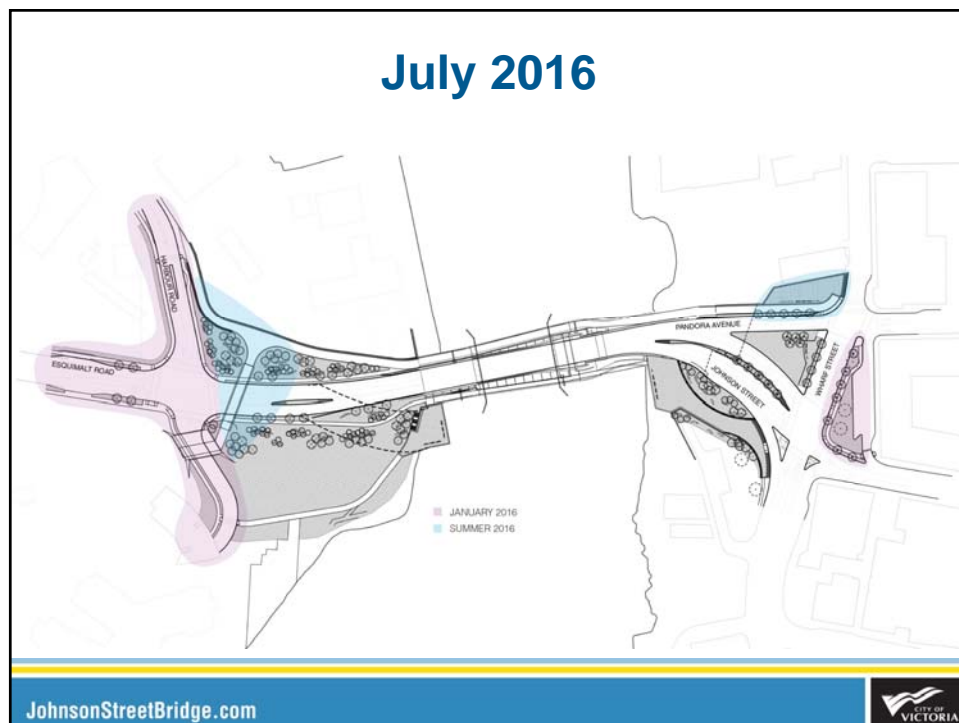 July 2016
HARBOUR ROAD
ESQUIMALT ROAD
PANDORA AVENUE
JOHNSON STREET
WHARF STREET
JANUARY 2016
SUMMER 2016
JohnsonStreetBridge.com
CITY OF
VICTORIA